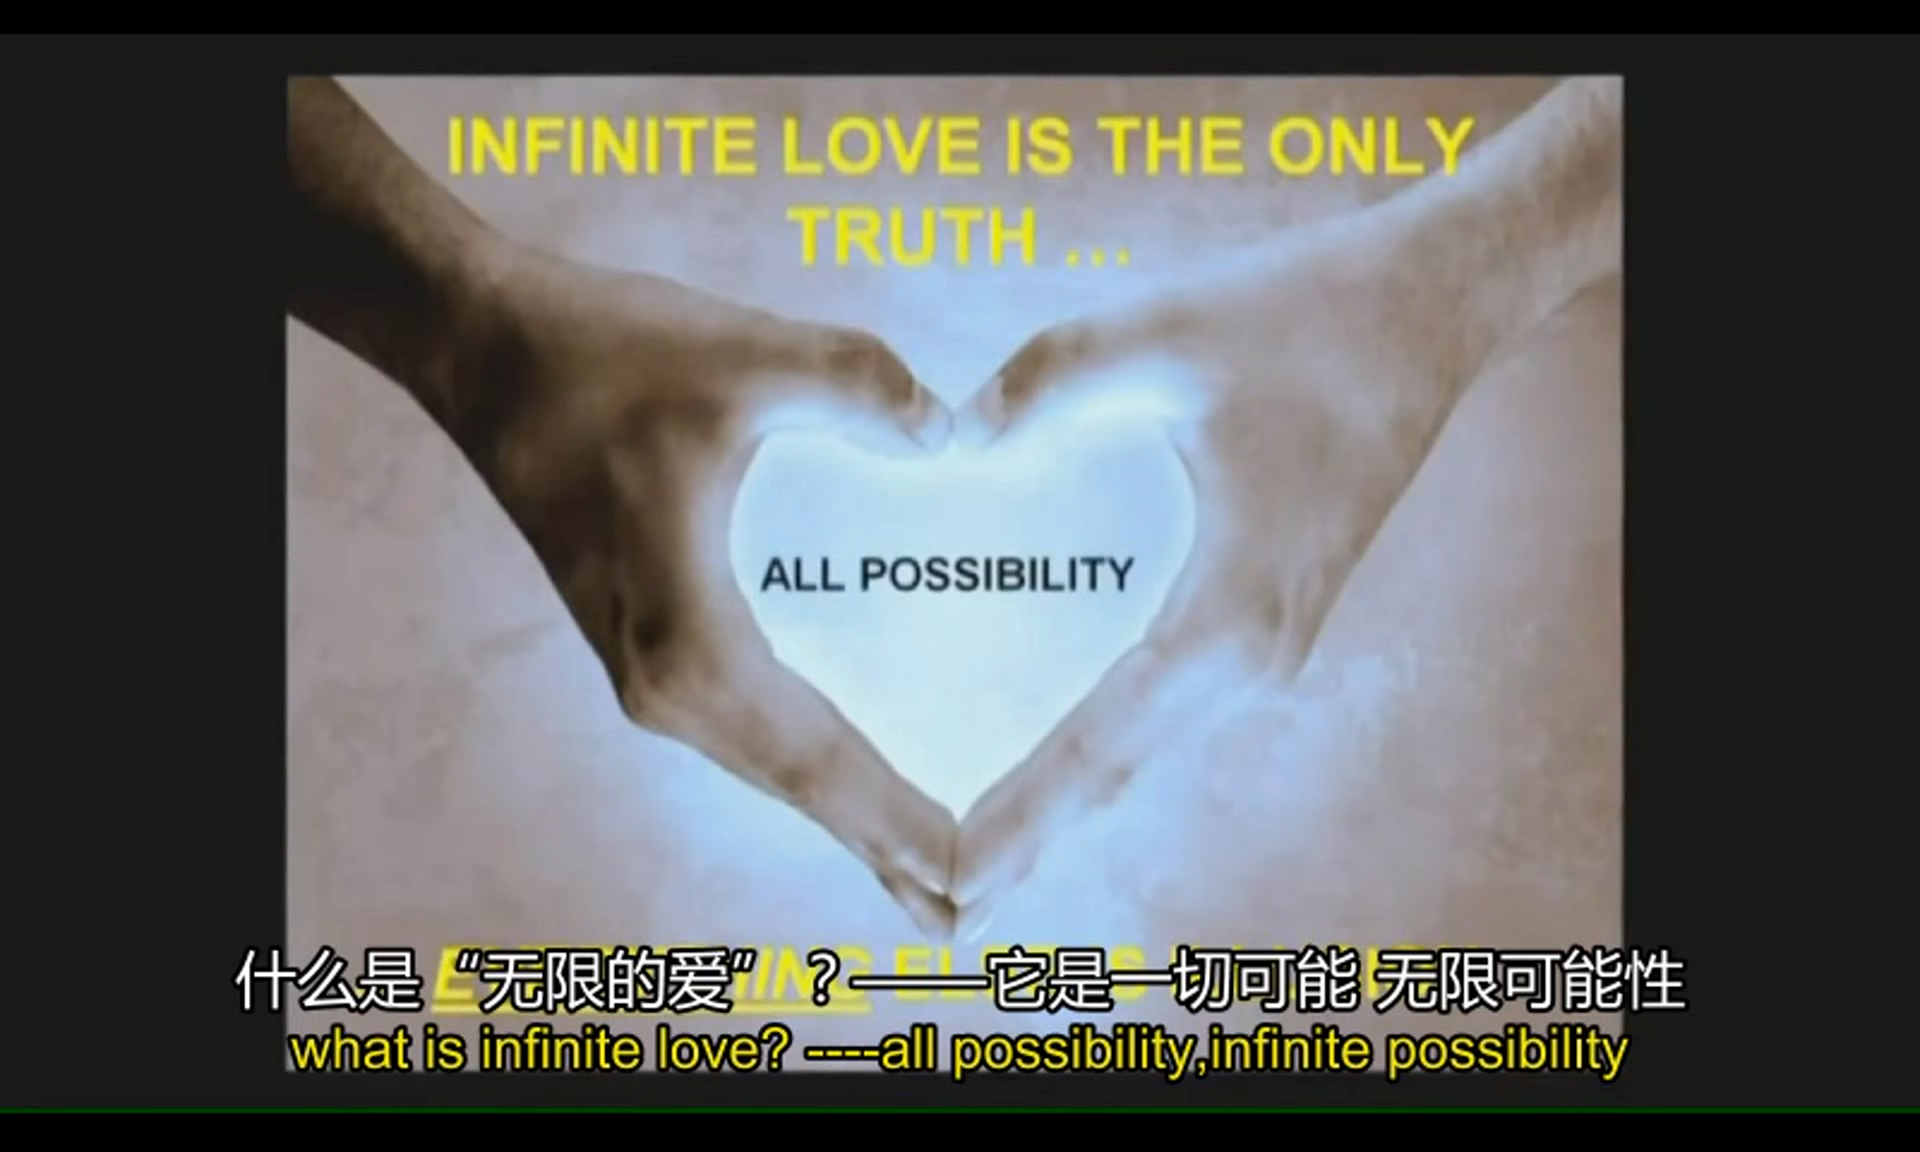 INFINITE LOVE IS THE ONLY
TRUTH ...
ALL POSSIBILITY
什么是“无限的爱”？——它是一切可能 无限可能性
what is infinite love? ----all possibility,infinite possibility